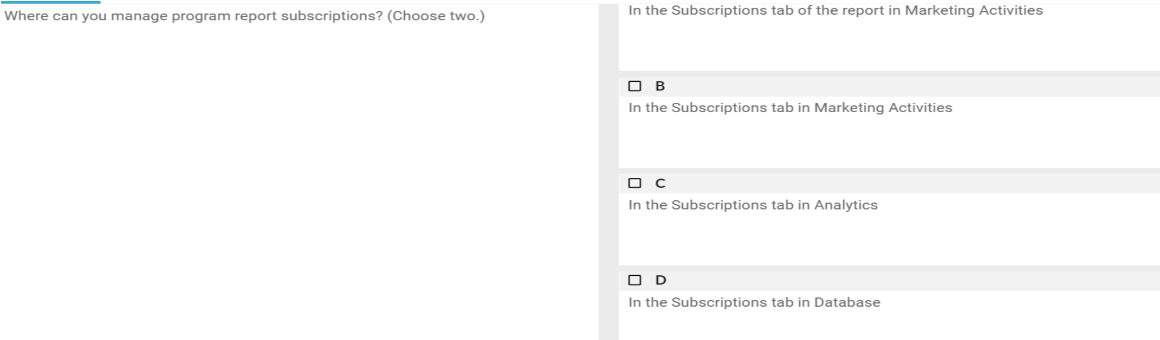 Where can you manage program report subscriptions? (Choose two.)
In the Subscriptions tab of the report in Marketing Activities
B
In the Subscriptions tab in Marketing Activities
C
In the Subscriptions tab in Analytics
D
In the Subscriptions tab in Database